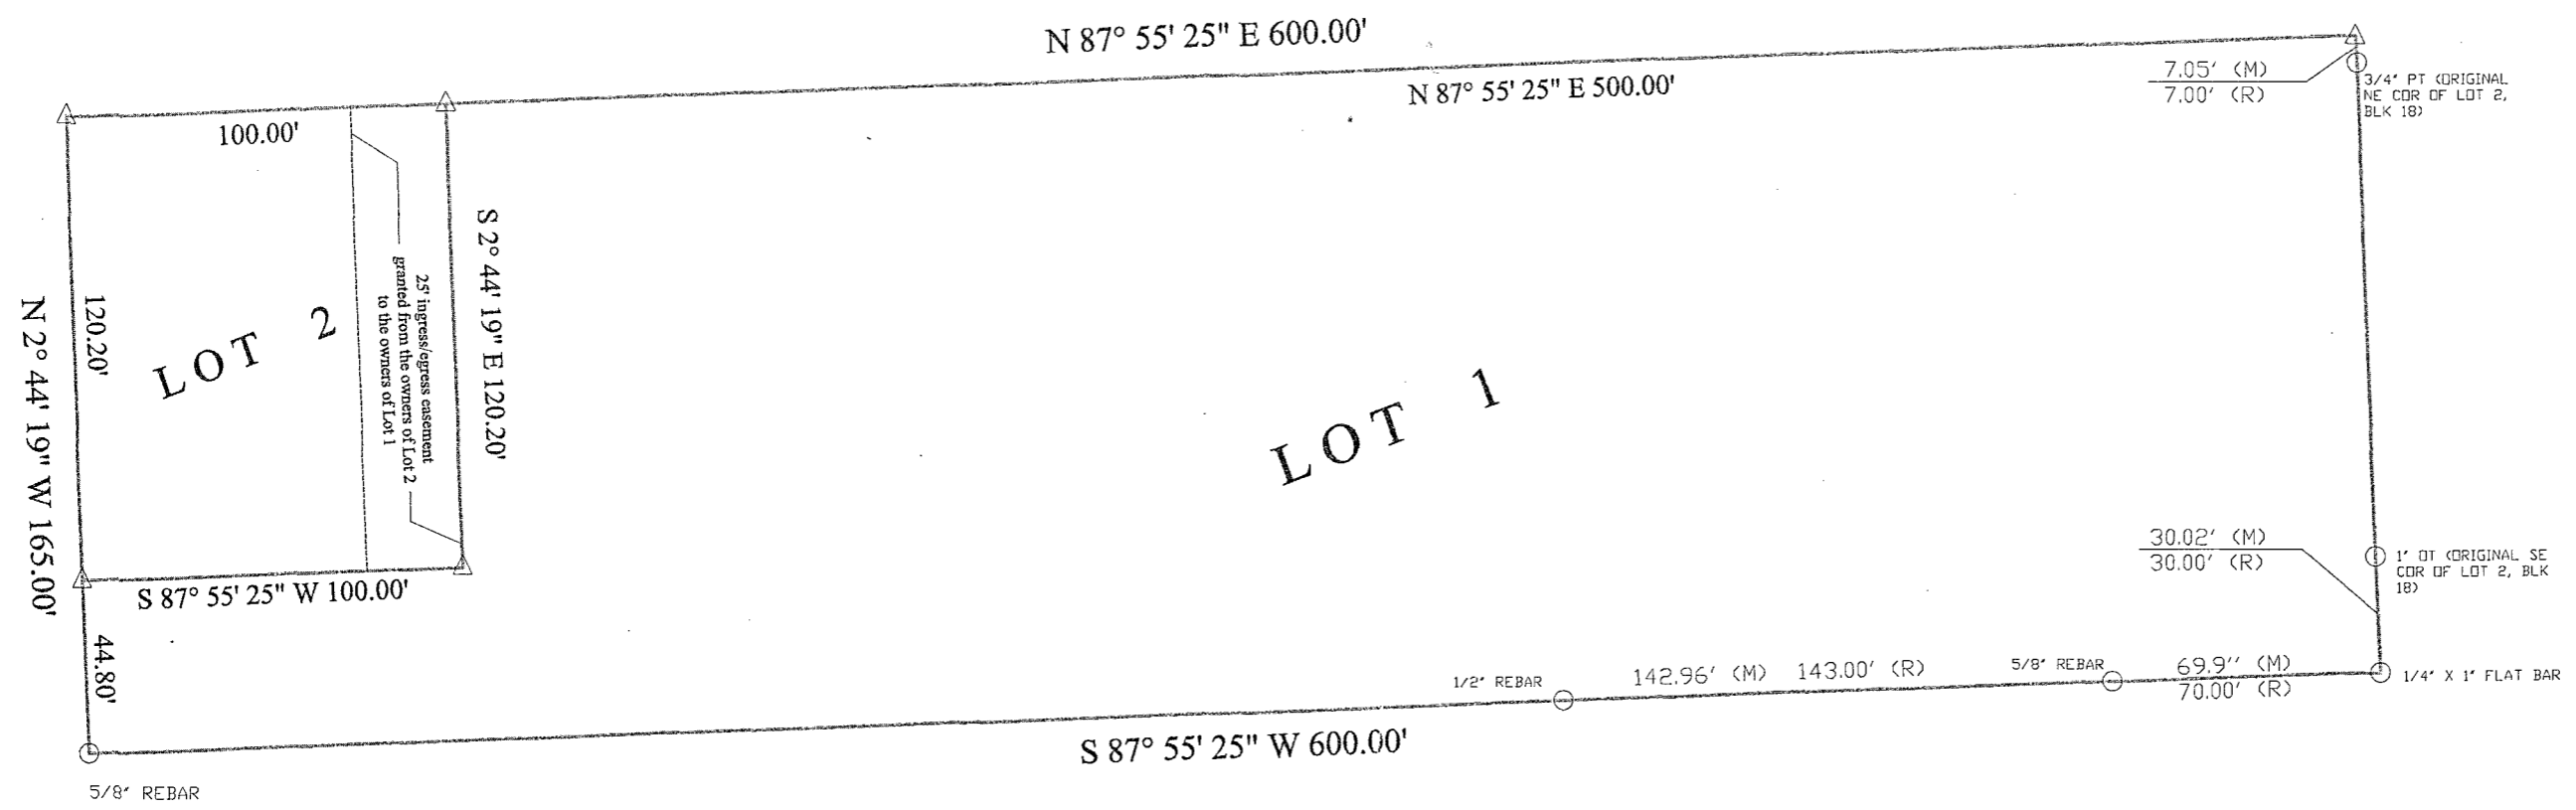 N 87° 55' 25" E 600.00'
N 87° 55' 25" E 500.00'
7.05' (M)
7.00' (R)
3/4" PT (ORIGINAL
NE COR OF LOT 2,
BLK 18)
100.00'
S 2° 44' 19" E 120.20'
25' ingress/egress easement
granted from the owners of Lot 2
to the owners of Lot 1
120.20'
N 2° 44' 19" W 165.00'
LOT 2
LOT 1
30.02' (M)
30.00' (R)
1" OT (ORIGINAL SE
COR OF LOT 2, BLK
18)
S 87° 55' 25" W 100.00'
44.80'
1/2" REBAR
142.96' (M) 143.00' (R)
5/8" REBAR
69.9'' (M)
70.00' (R)
1/4" X 1" FLAT BAR
S 87° 55' 25" W 600.00'
5/8" REBAR